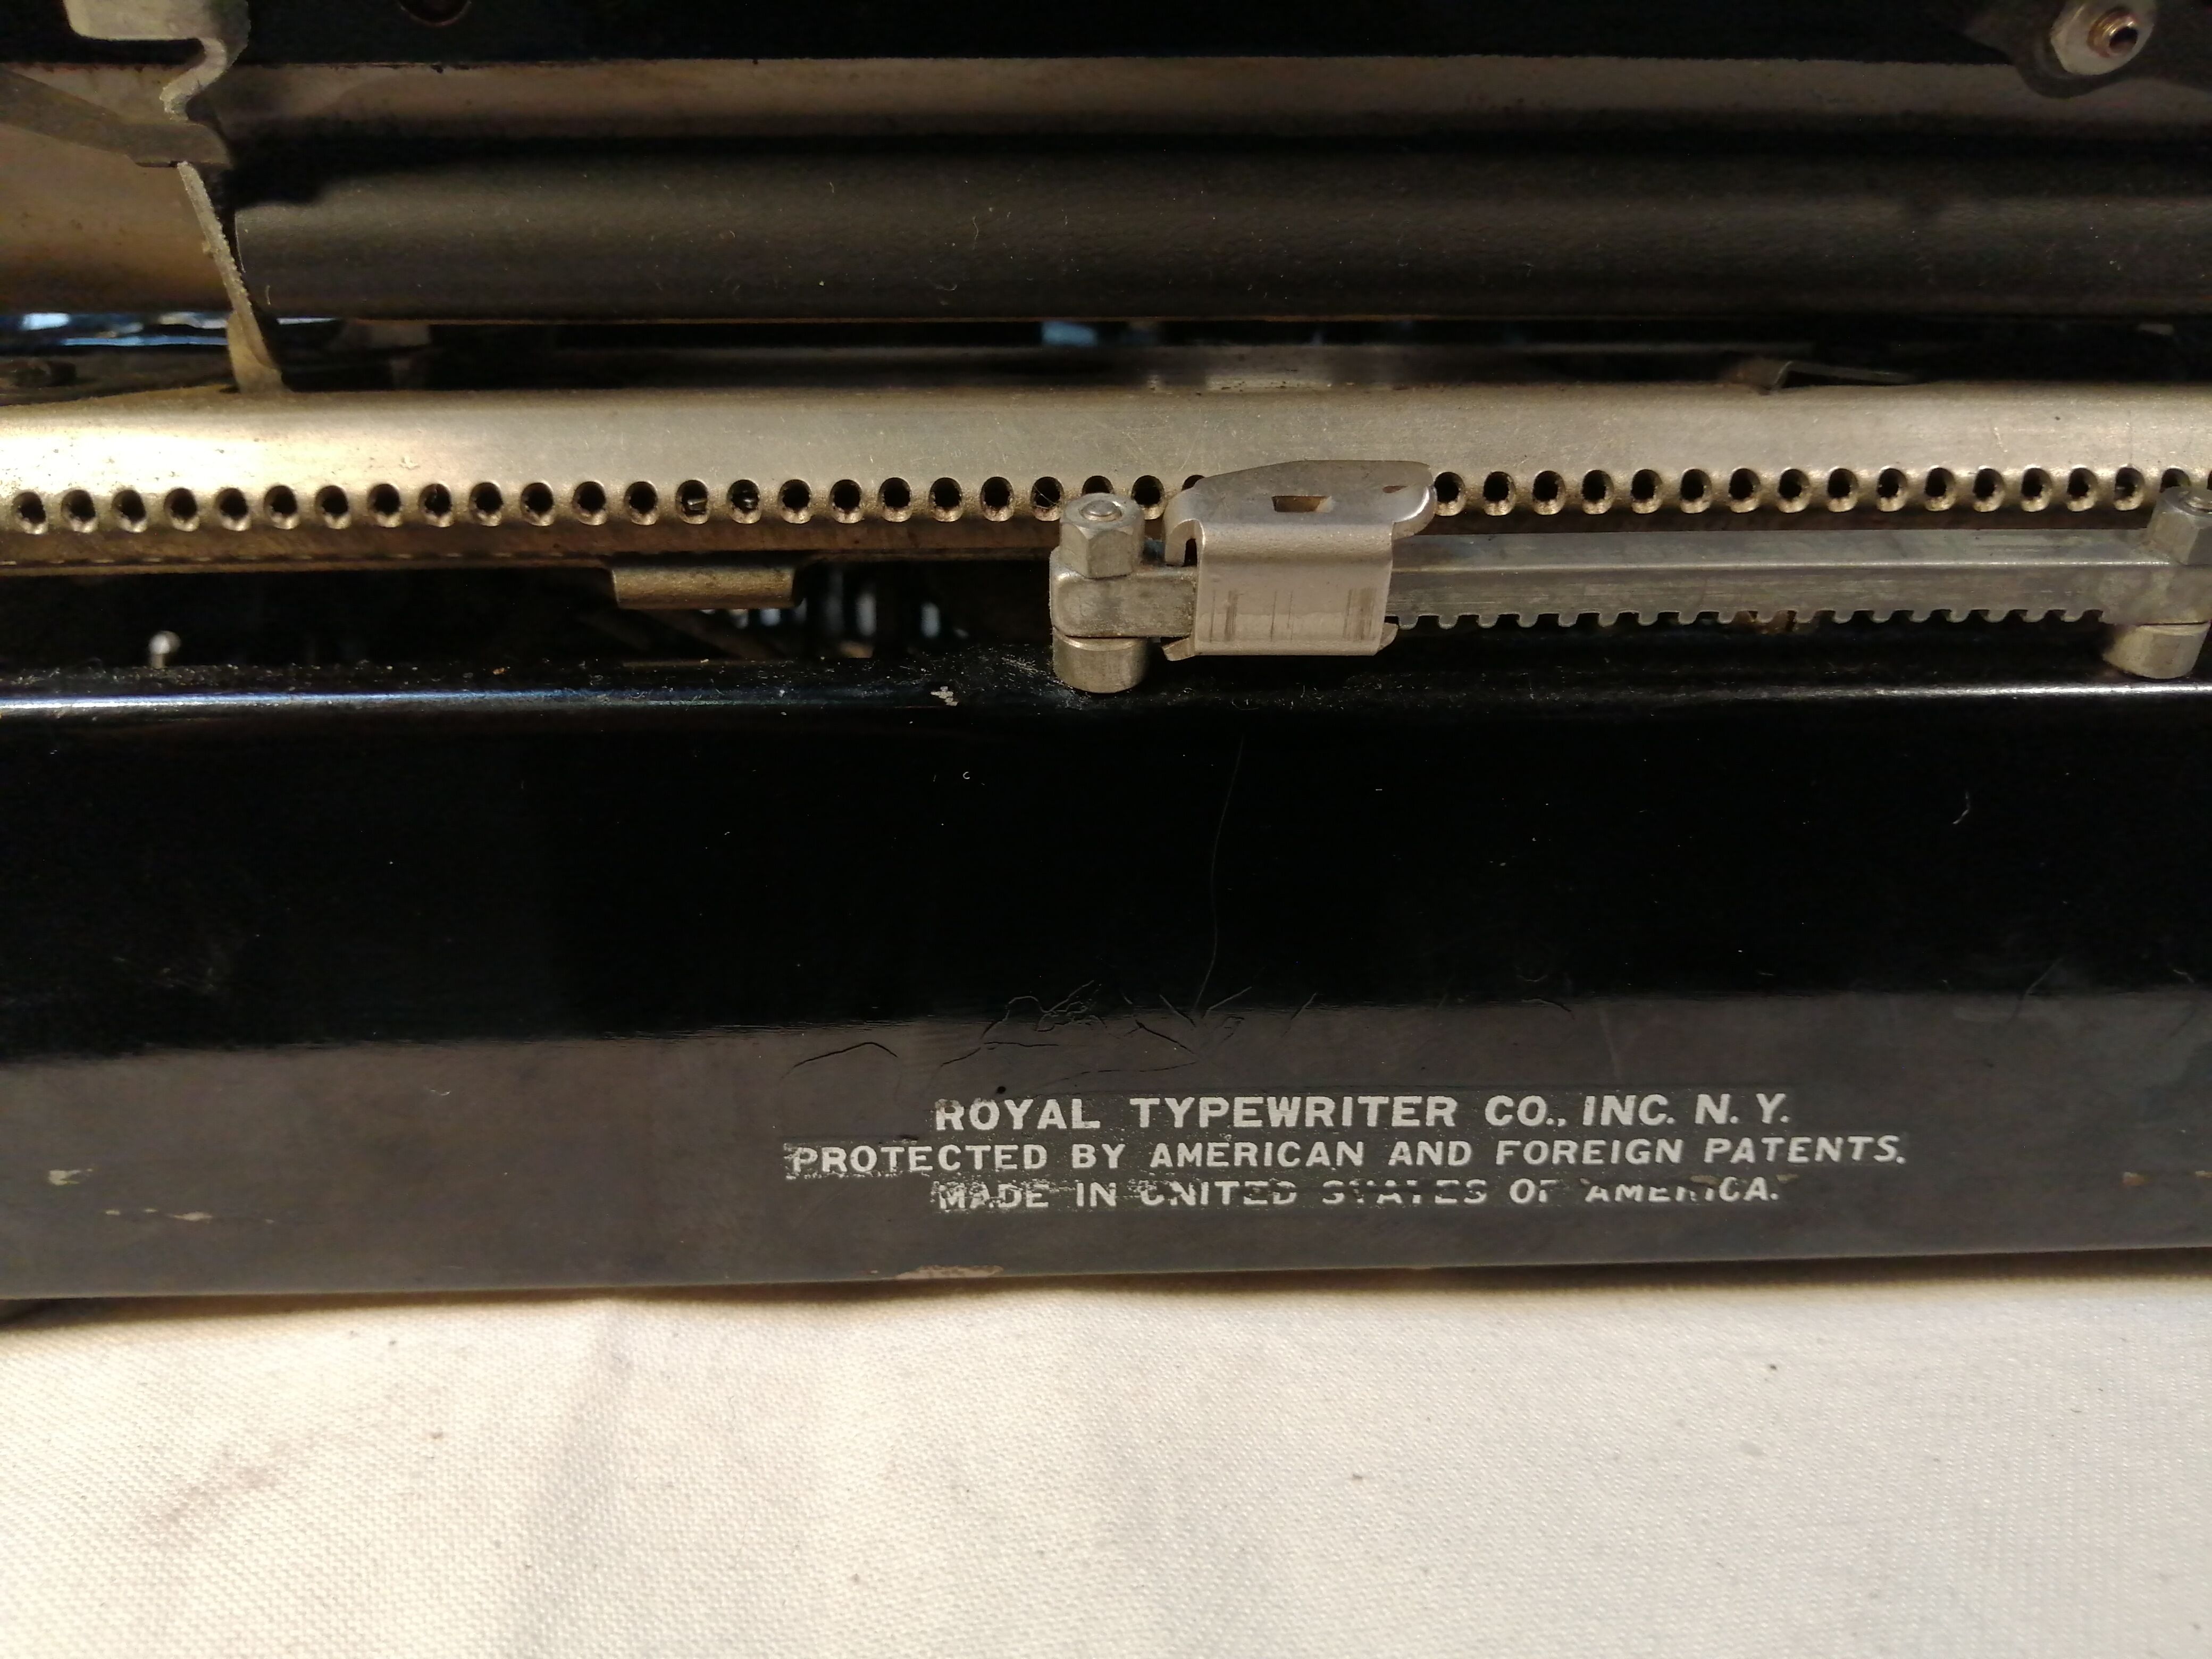 ROYAL TYPEWRITER CO., INC. N. Y.
PROTECTED BY AMERICAN AND FOREIGN PATENTS.
MADE IN UNITED STATES OF AMERICA.